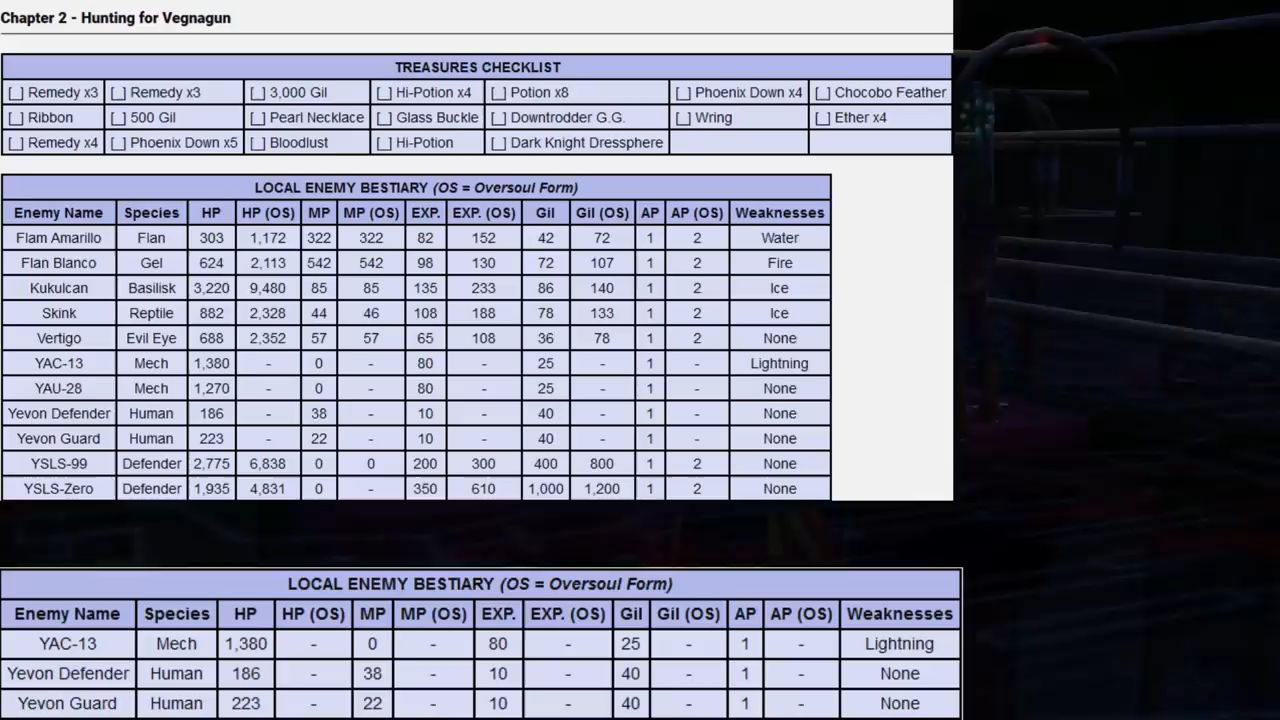 Chapter 2 - Hunting for Vegnagun
TREASURES CHECKLIST
[_] Remedy x3 [_] Remedy x3 [_] 3,000 Gil [_] Hi-Potion x4 [_] Potion x8 [_] Phoenix Down x4 [_] Chocobo Feather
[_] Ribbon [_] 500 Gil [_] Pearl Necklace [_] Glass Buckle [_] Downtrodder G.G. [_] Wring [_] Ether x4
[_] Remedy x4 [_] Phoenix Down x5 [_] Bloodlust [_] Hi-Potion [_] Dark Knight Dressphere
LOCAL ENEMY BESTIARY (OS = Oversoul Form)
Enemy Name Species HP HP (OS) MP MP (OS) EXP. EXP. (OS) Gil Gil (OS) AP AP (OS) Weaknesses
Flam Amarillo Flan 303 1,172 322 322 82 152 42 72 1 2 Water
Flan Blanco Gel 624 2,113 542 542 98 130 72 107 1 2 Fire
Kukulcan Basilisk 3,220 9,480 85 85 135 233 86 140 1 2 Ice
Skink Reptile 882 2,328 44 46 108 188 78 133 1 2 Ice
Vertigo Evil Eye 688 2,352 57 57 65 108 36 78 1 2 None
YAC-13 Mech 1,380 - 0 - 80 - 25 - 1 - Lightning
YAU-28 Mech 1,270 - 0 - 80 - 25 - 1 - None
Yevon Defender Human 186 - 38 - 10 - 40 - 1 - None
Yevon Guard Human 223 - 22 - 10 - 40 - 1 - None
YSLS-99 Defender 2,775 6,838 0 0 200 300 400 800 1 2 None
YSLS-Zero Defender 1,935 4,831 0 - 350 610 1,000 1,200 1 2 None
LOCAL ENEMY BESTIARY (OS = Oversoul Form)
Enemy Name Species HP HP (OS) MP MP (OS) EXP. EXP. (OS) Gil Gil (OS) AP AP (OS) Weaknesses
YAC-13 Mech 1,380 - 0 - 80 - 25 - 1 - Lightning
Yevon Defender Human 186 - 38 - 10 - 40 - 1 - None
Yevon Guard Human 223 - 22 - 10 - 40 - 1 - None